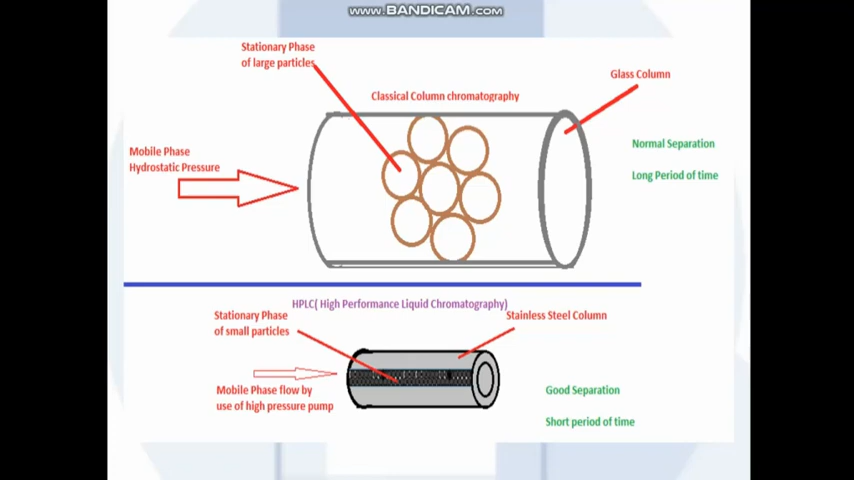 www.BANDICAM.com
Stationary Phase
of large particles
Glass Column
Classical Column chromatography
Normal Separation
Mobile Phase
Hydrostatic Pressure
Long Period of time
HPLC( High Performance Liquid Chromatography)
Stationary Phase
of small particles
Stainless Steel Column
Mobile Phase flow by
use of high pressure pump
Good Separation
Short period of time